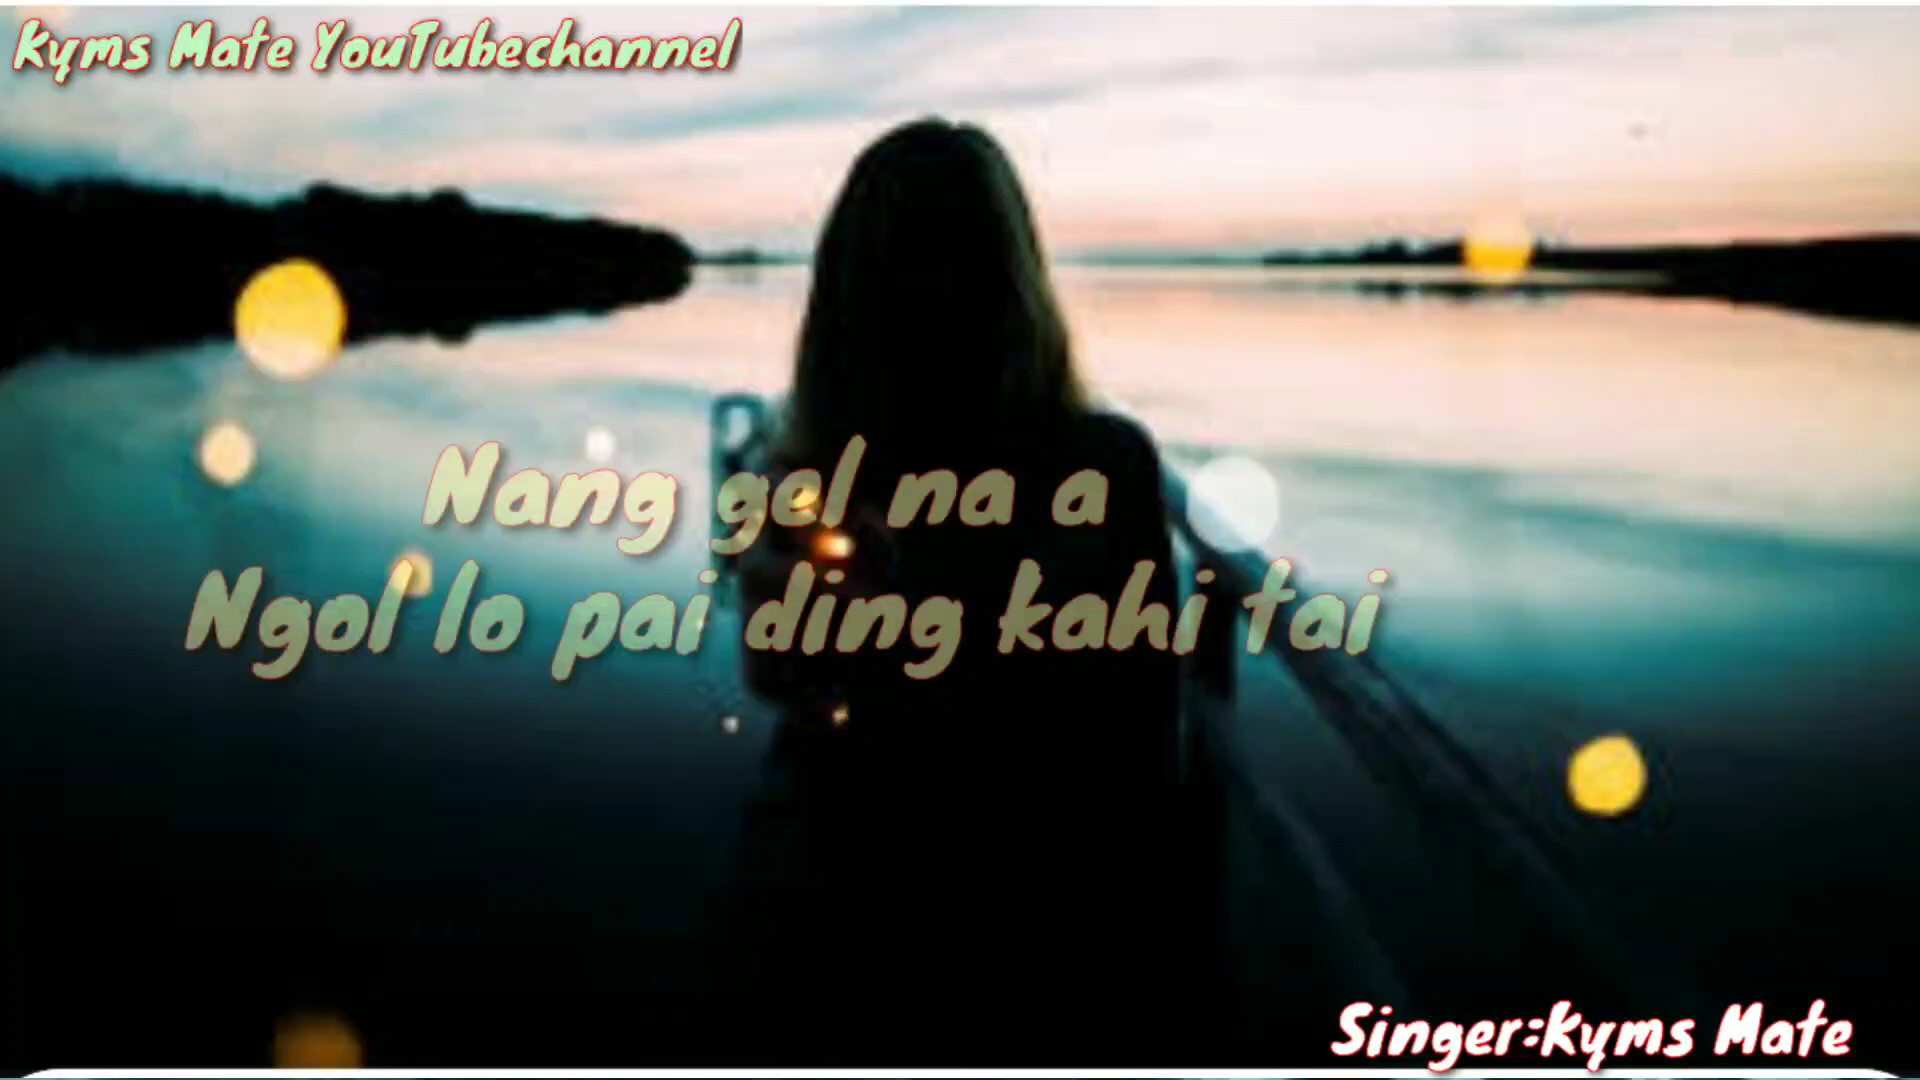 Kyms Mate YouTubechannel
Nang gel na a
Ngol lo pai ding kahi tai
Singer:Kyms Mate